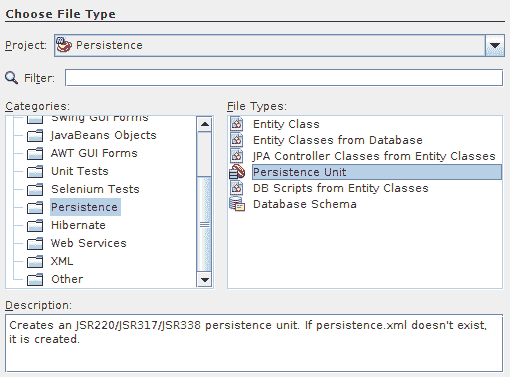 Choose File Type
Project: Persistence
Filter:
Categories:
Swing GUI Forms
JavaBeans Objects
AWT GUI Forms
Unit Tests
Selenium Tests
Persistence
Hibernate
Web Services
XML
Other
File Types:
Entity Class
Entity Classes from Database
JPA Controller Classes from Entity Classes
Persistence Unit
DB Scripts from Entity Classes
Database Schema
Description:
Creates an JSR220/JSR317/JSR338 persistence unit. If persistence.xml doesn't exist,
it is created.